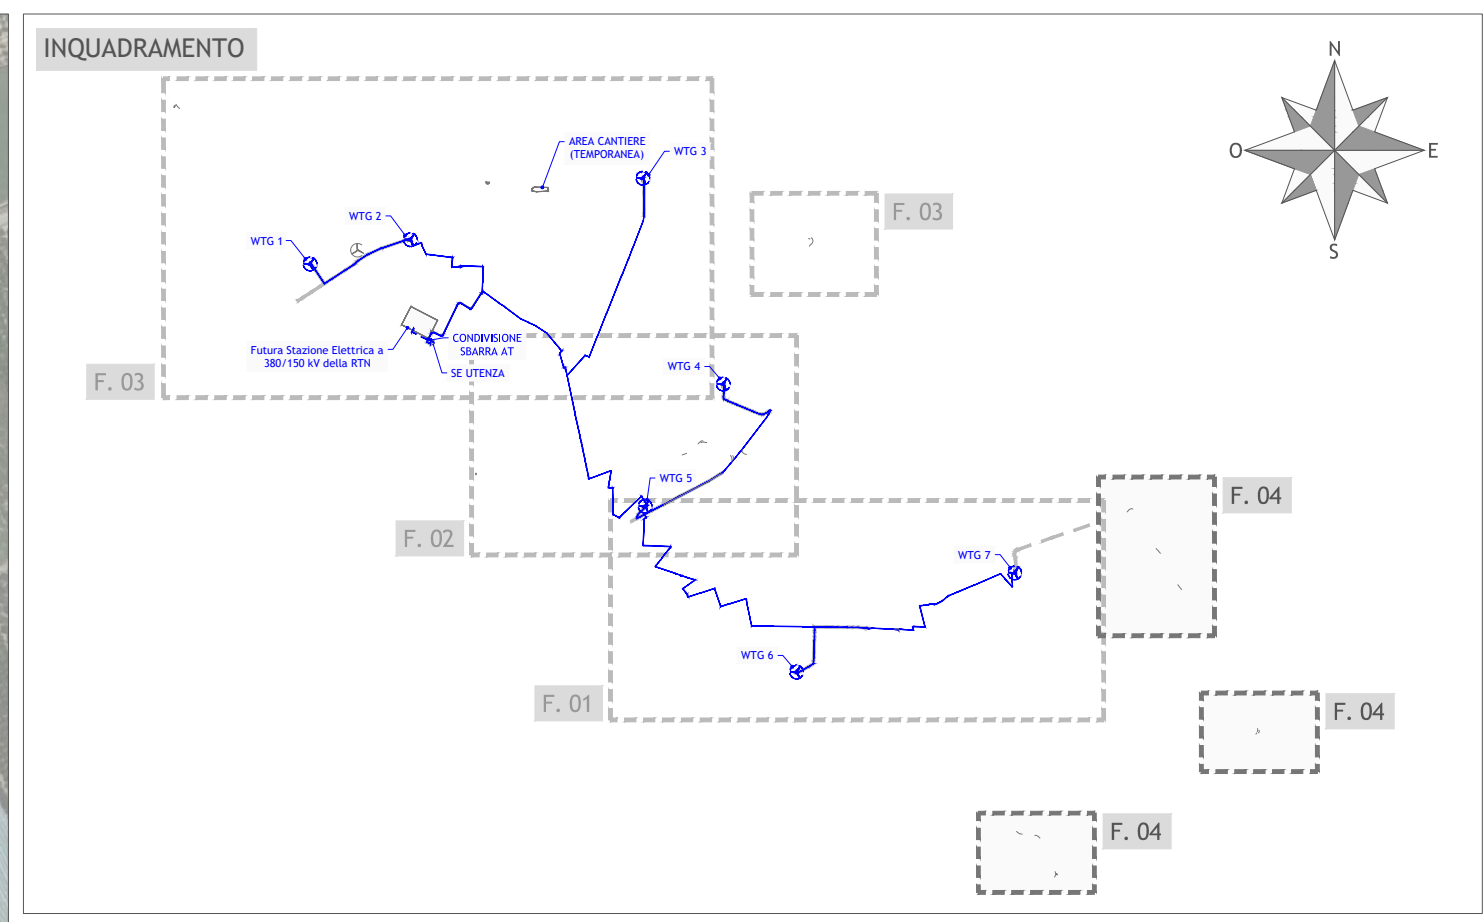 INQUADRAMENTO
N
O
E
S
AREA CANTIERE
(TEMPORANEA)
WTG 3
WTG 2
WTG 1
F. 03
CONDIVISIONE
SBARRA AT
Futura Stazione Elettrica a
380/150 kV della RTN
SE UTENZA
F. 03
WTG 4
WTG 5
F. 04
F. 02
WTG 7
WTG 6
F. 01
F. 04
F. 04